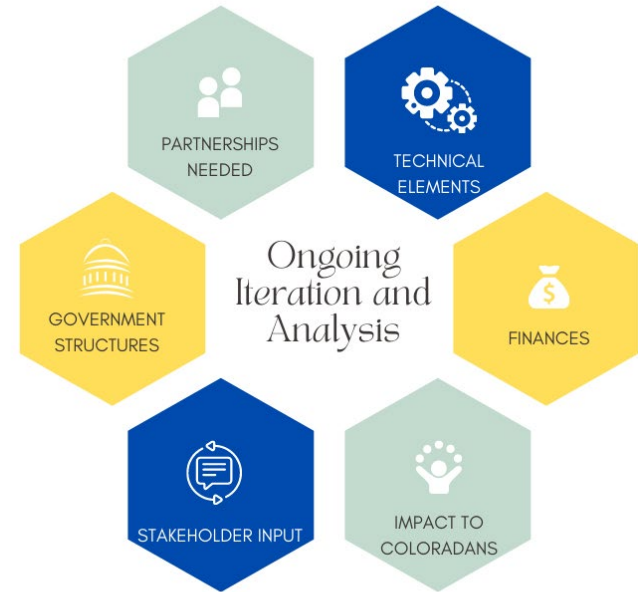 PARTNERSHIPS
NEEDED
TECHNICAL
ELEMENTS
Ongoing
Iteration and
Analysis
GOVERNMENT
STRUCTURES
$
FINANCES
STAKEHOLDER INPUT
IMPACT TO
COLORADANS